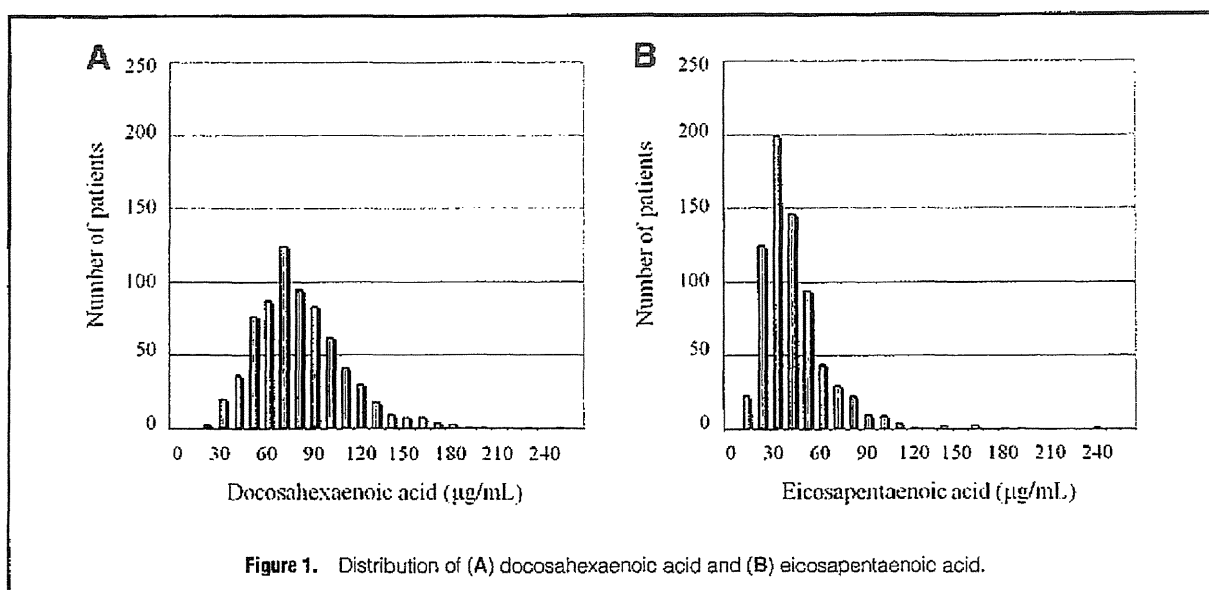 A
250
200
150
100
50
0
Number of patients
0 30 60 90 120 150 180 210 240
Docosahexaenoic acid (µg/mL)
B
250
200
150
100
50
0
Number of patients
0 30 60 90 120 150 180 210 240
Eicosapentaenoic acid (µg/mL)
Figure 1. Distribution of (A) docosahexaenoic acid and (B) eicosapentaenoic acid.